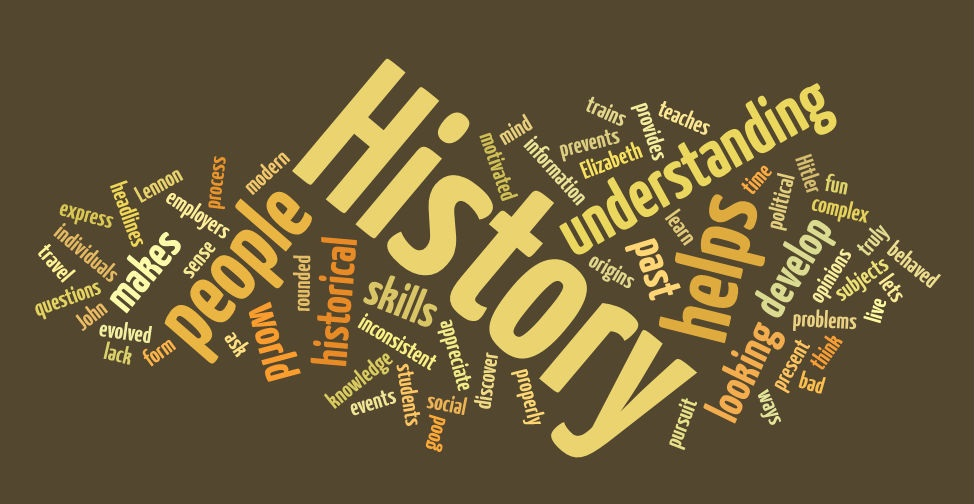 History
understanding
people
helps
historical
looking
develop
makes
skills
past
world
trains
provides
teaches
mind
motivated
information
prevents
Elizabeth
learn
origins
time
political
Hitler
fun
complex
truly
behaved
opinions
subjects
lets
live
problems
present
think
bad
ways
pursuit
properly
discover
appreciate
inconsistent
knowledge
events
students
social
good
rounded
ask
form
lack
evolved
John
questions
travel
individuals
express
headlines
Lennon
employers
sense
process
modern